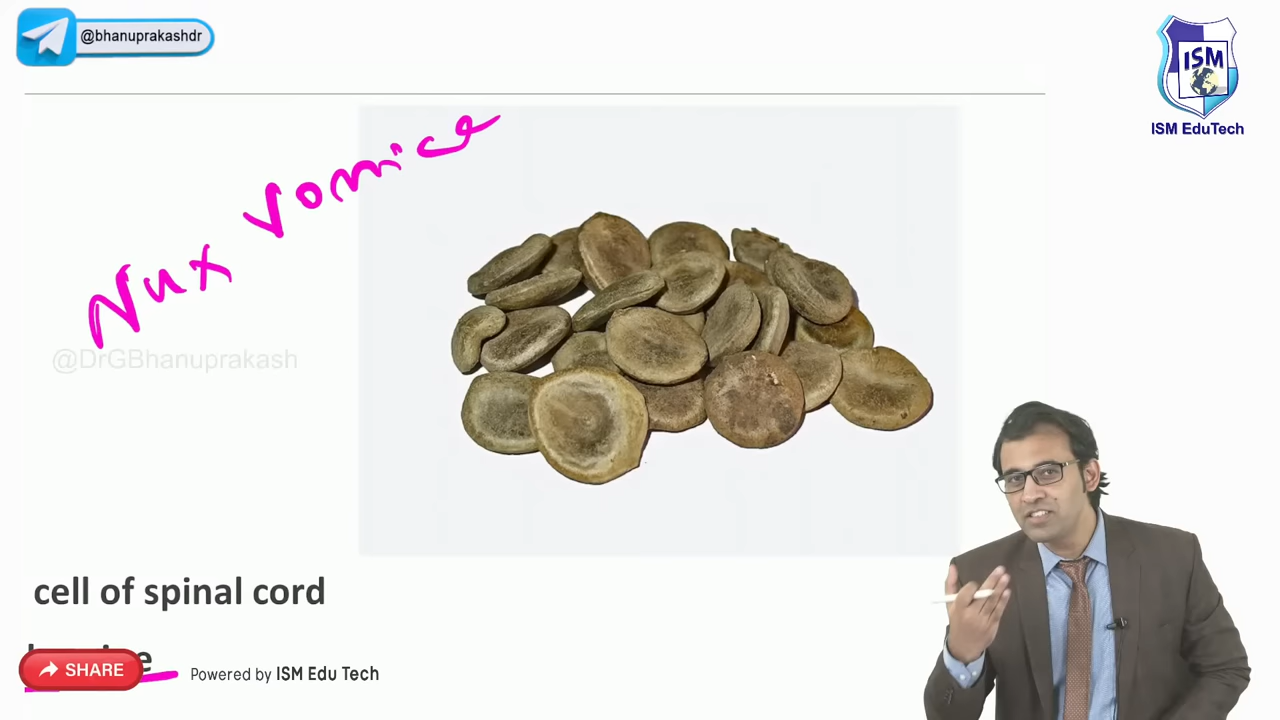 @bhanuprakashdr
ISM
ISM EduTech
Nux Vomica
@DrGBhanuprakash
cell of spinal cord
SHARE
Powered by ISM Edu Tech